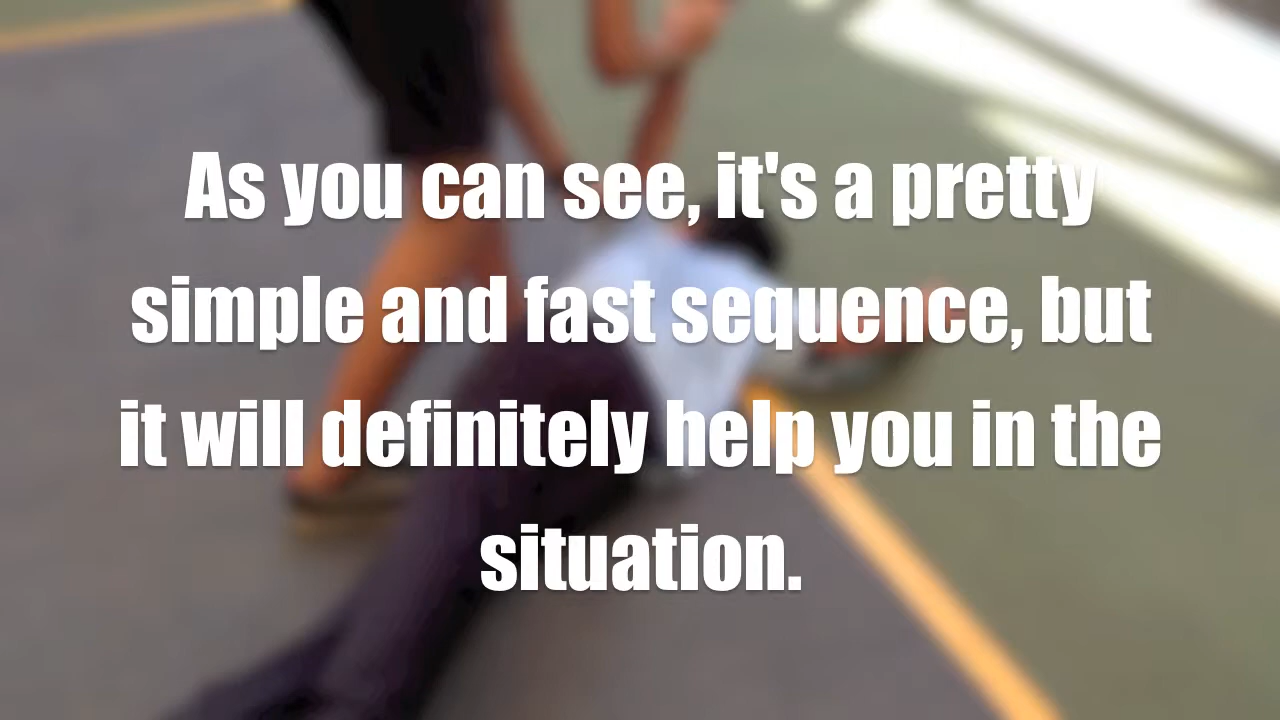 As you can see, it's a pretty
simple and fast sequence, but
it will definitely help you in the
situation.